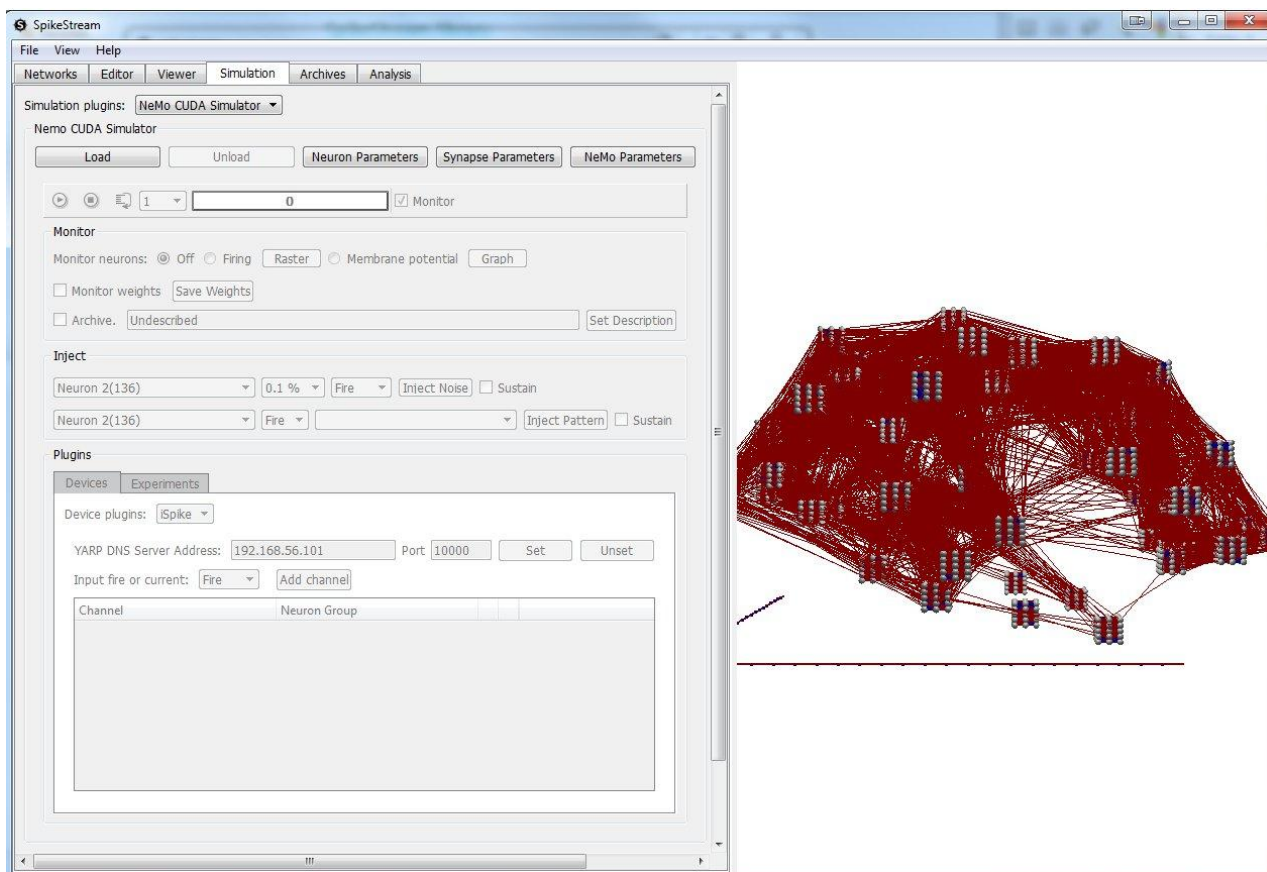 SpikeStream
File View Help
Networks Editor Viewer Simulation Archives Analysis
Simulation plugins: NeMo CUDA Simulator
Nemo CUDA Simulator
Load Unload Neuron Parameters Synapse Parameters NeMo Parameters
1 0 Monitor
Monitor
Monitor neurons: Off Firing Raster Membrane potential Graph
Monitor weights Save Weights
Archive. Undescribed Set Description
Inject
Neuron 2(136) 0.1 % Fire Inject Noise Sustain
Neuron 2(136) Fire Inject Pattern Sustain
Plugins
Devices Experiments
Device plugins: iSpike
YARP DNS Server Address: 192.168.56.101 Port 10000 Set Unset
Input fire or current: Fire Add channel
Channel Neuron Group